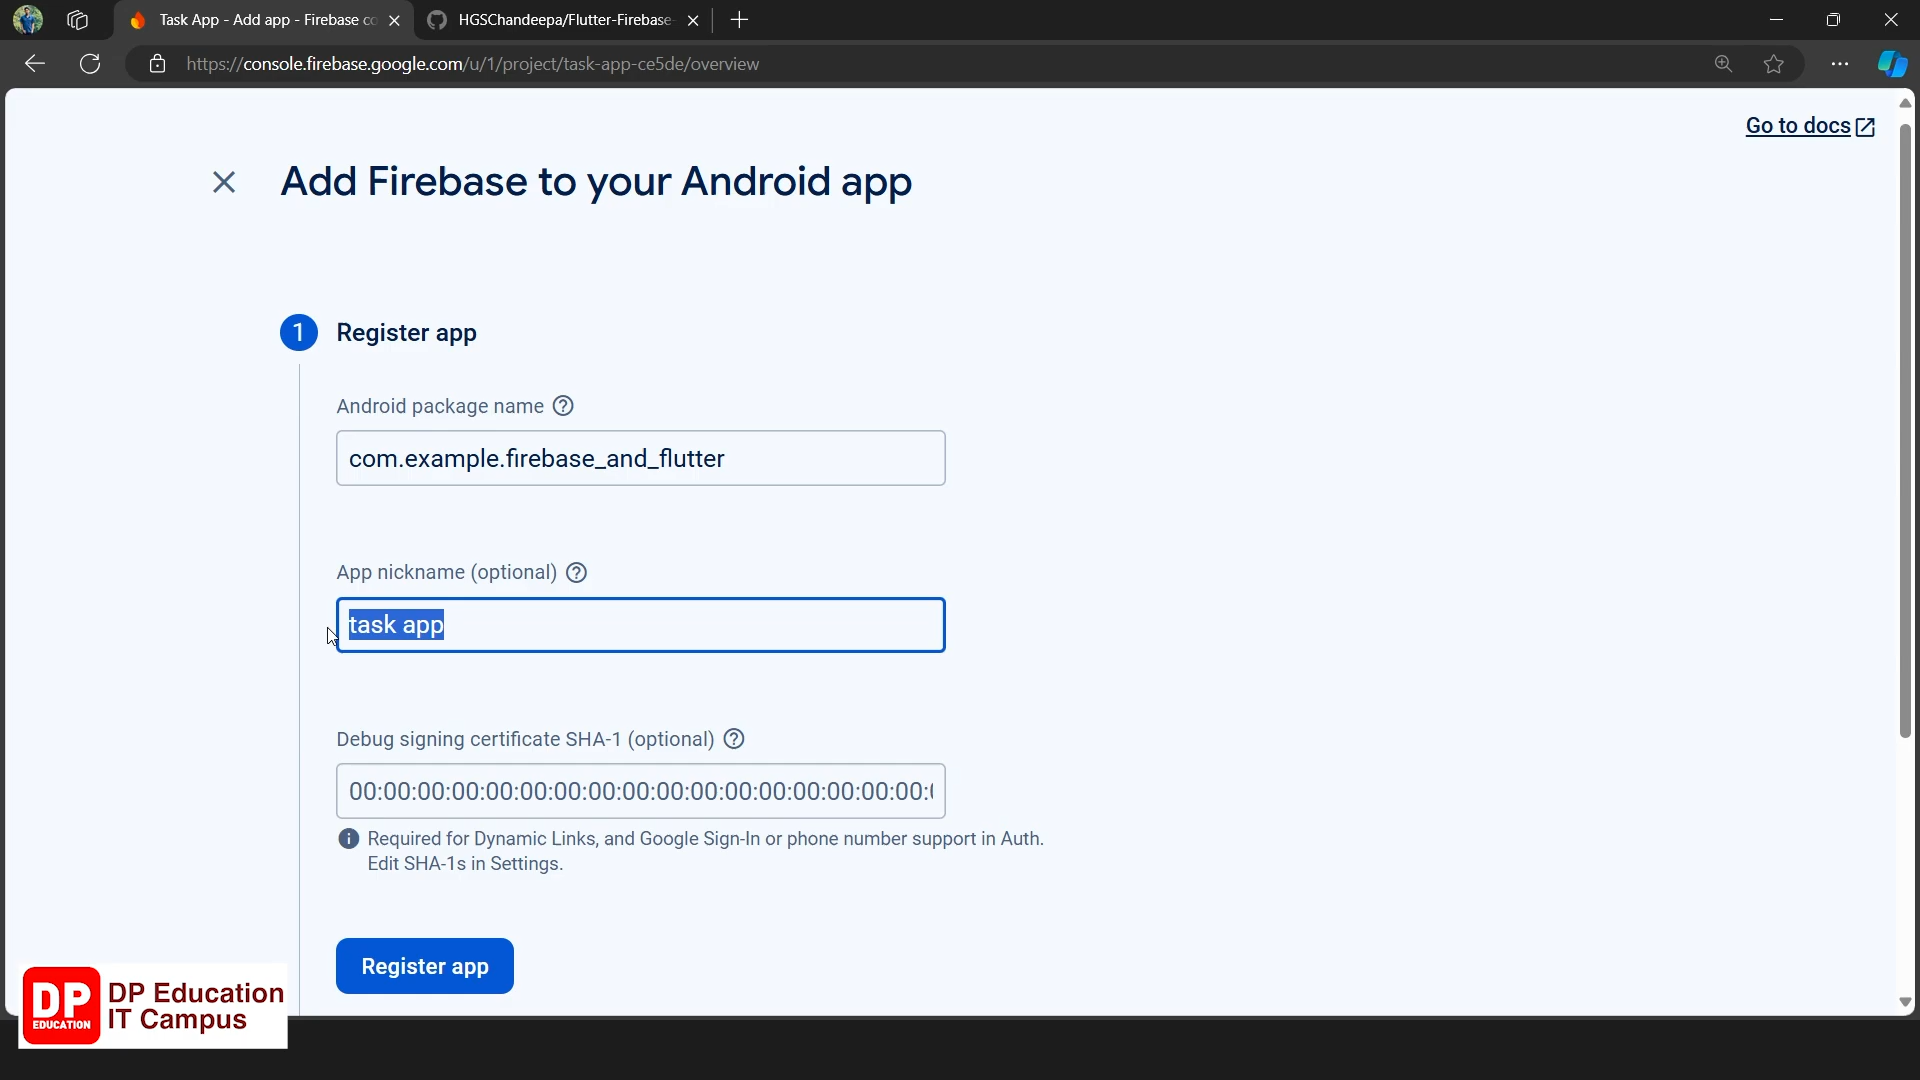 Task App - Add app - Firebase co
HGSChandeepa/Flutter-Firebase-
https://console.firebase.google.com/u/1/project/task-app-ce5de/overview
Go to docs
Add Firebase to your Android app
1 Register app
Android package name
com.example.firebase_and_flutter
App nickname (optional)
task app
Debug signing certificate SHA-1 (optional)
00:00:00:00:00:00:00:00:00:00:00:00:00:00:00:00:00:
Required for Dynamic Links, and Google Sign-In or phone number support in Auth.
Edit SHA-1s in Settings.
Register app
DP EDUCATION
DP Education
IT Campus